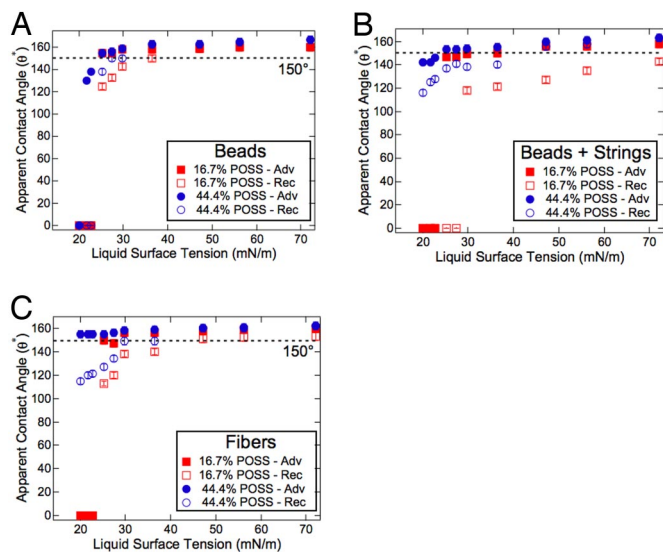 A
Apparent Contact Angle (θ*)
160
140
120
100
80
60
40
20
0
150°
Beads
16.7% POSS - Adv
16.7% POSS - Rec
44.4% POSS - Adv
44.4% POSS - Rec
20 30 40 50 60 70
Liquid Surface Tension (mN/m)
B
Apparent Contact Angle (θ*)
160
140
120
100
80
60
40
20
0
150°
Beads + Strings
16.7% POSS - Adv
16.7% POSS - Rec
44.4% POSS - Adv
44.4% POSS - Rec
20 30 40 50 60 70
Liquid Surface Tension (mN/m)
C
Apparent Contact Angle (θ*)
160
140
120
100
80
60
40
20
0
150°
Fibers
16.7% POSS - Adv
16.7% POSS - Rec
44.4% POSS - Adv
44.4% POSS - Rec
20 30 40 50 60 70
Liquid Surface Tension (mN/m)